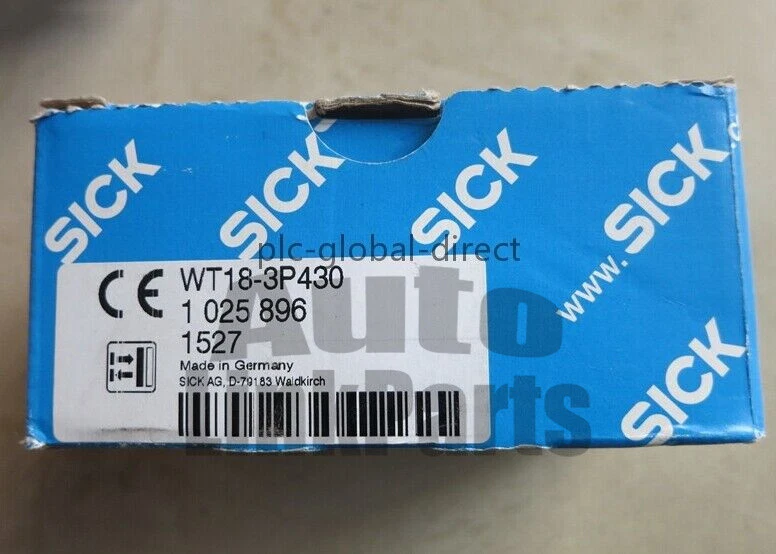 SICK
SICK
SICK
www.SICK
SICK
plc-global-direct
CE WT18-3P430
1 025 896
1527
Made in Germany
SICK AG, D-79183 Waldkirch
Auto
LinkParts